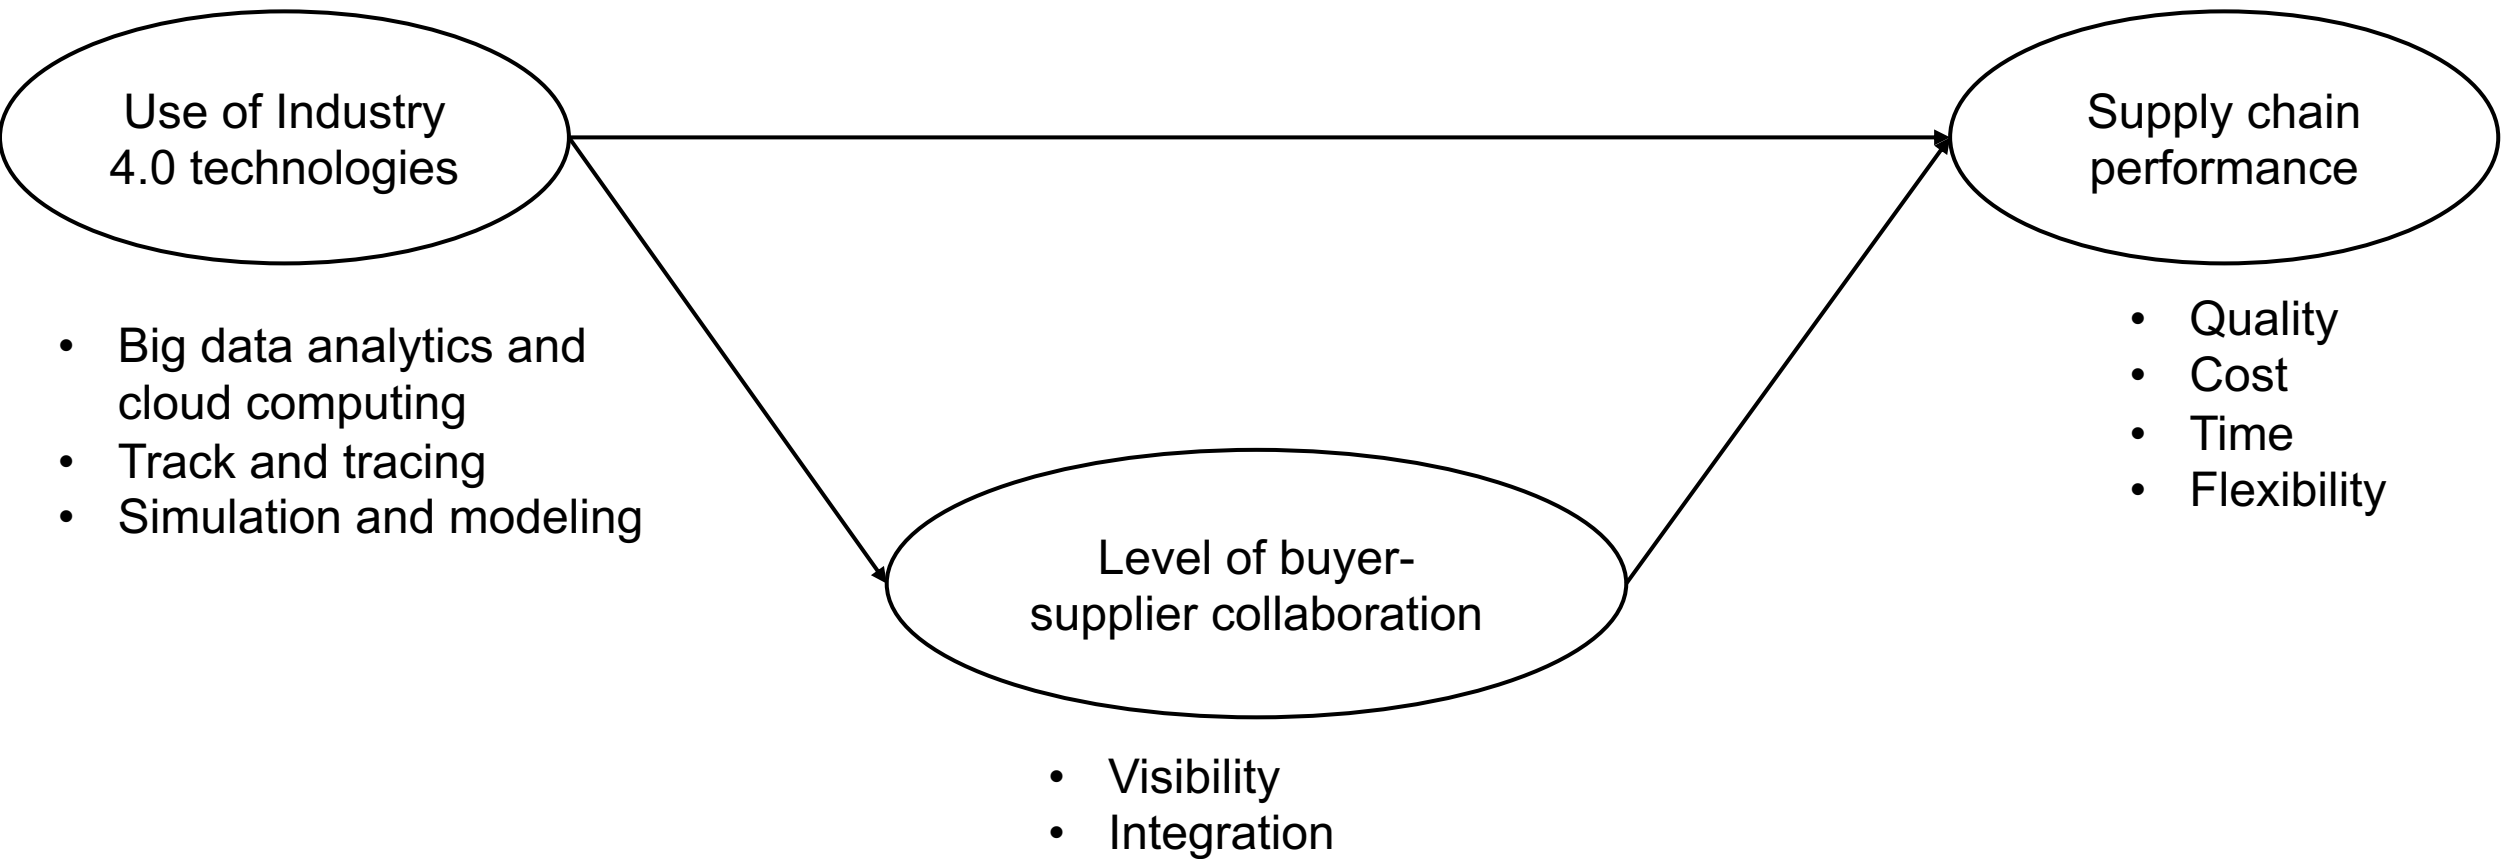 Use of Industry
4.0 technologies
• Big data analytics and
cloud computing
• Track and tracing
• Simulation and modeling
Level of buyer-
supplier collaboration
• Visibility
• Integration
Supply chain
performance
• Quality
• Cost
• Time
• Flexibility